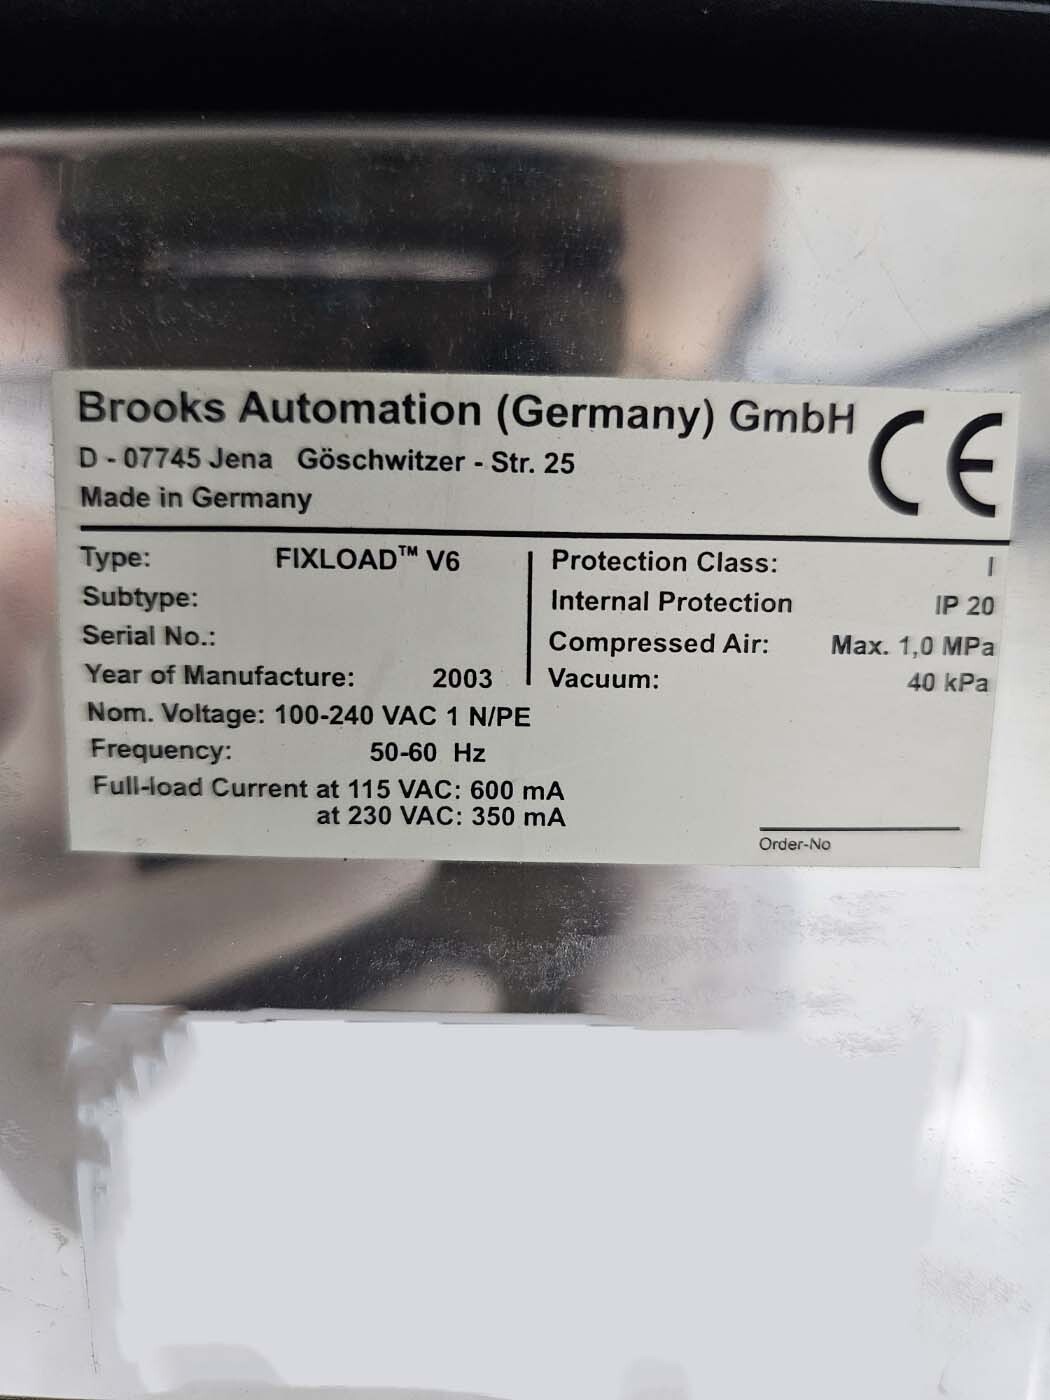 Brooks Automation (Germany) GmbH
CE
D - 07745 Jena Göschwitzer - Str. 25
Made in Germany
Type: FIXLOAD™ V6
Subtype:
Serial No.:
Year of Manufacture: 2003
Nom. Voltage: 100-240 VAC 1 N/PE
Frequency: 50-60 Hz
Full-load Current at 115 VAC: 600 mA
at 230 VAC: 350 mA
Protection Class: I
Internal Protection IP 20
Compressed Air: Max. 1,0 MPa
Vacuum: 40 kPa
Order-No